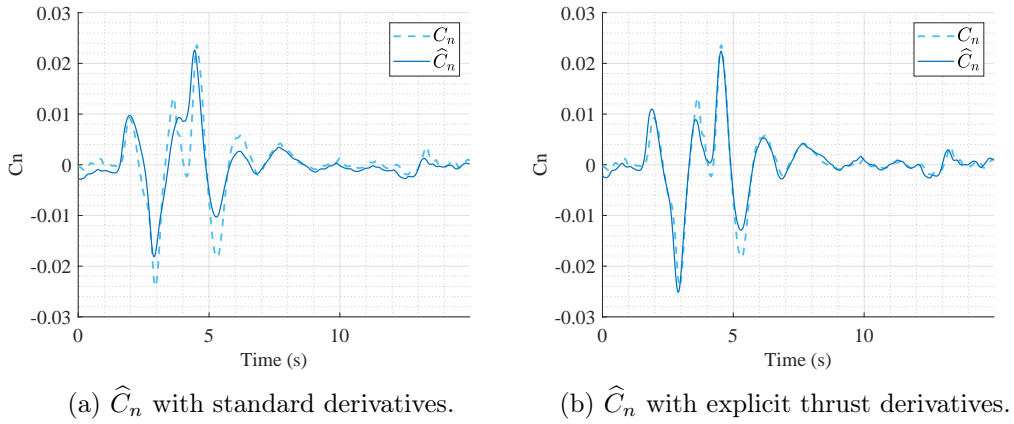 0.03
0.02
0.01
0
-0.01
-0.02
-0.03
Cn
0 5 10
Time (s)
C_n
Ĉ_n
(a) Ĉ_n with standard derivatives.
0.03
0.02
0.01
0
-0.01
-0.02
-0.03
Cn
0 5 10
Time (s)
C_n
Ĉ_n
(b) Ĉ_n with explicit thrust derivatives.